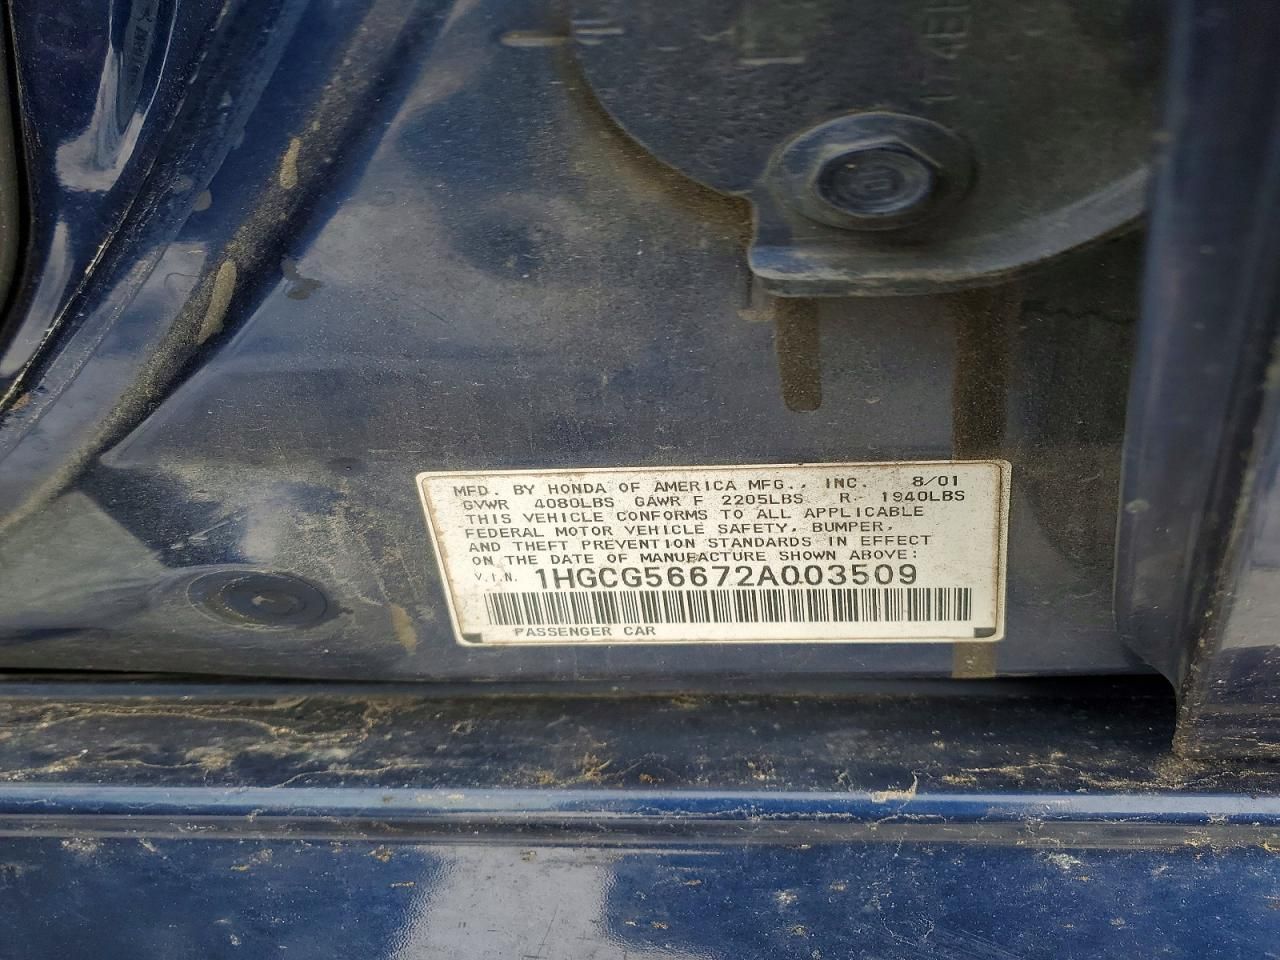 MFD. BY HONDA OF AMERICA MFG., INC. 8/01
GVWR 4080LBS GAWR F 2205LBS R 1940LBS
THIS VEHICLE CONFORMS TO ALL APPLICABLE
FEDERAL MOTOR VEHICLE SAFETY, BUMPER,
AND THEFT PREVENTION STANDARDS IN EFFECT
ON THE DATE OF MANUFACTURE SHOWN ABOVE:
V.I.N. 1HGCG56672A003509
PASSENGER CAR